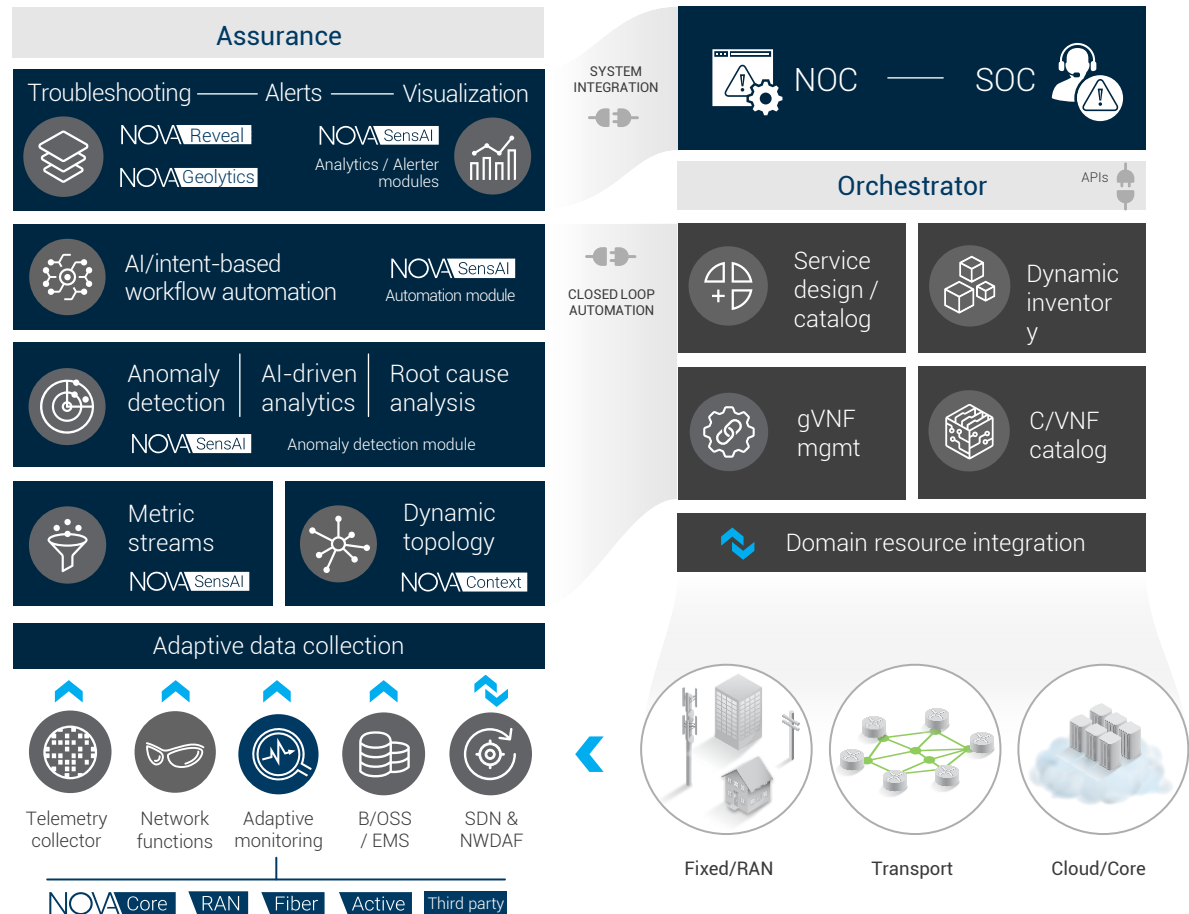 Assurance
Troubleshooting
Alerts
Visualization
NOVA Reveal
NOVA Geolytics
NOVA SensAI
Analytics / Alerter
modules
AI/intent-based
workflow automation
NOVA SensAI
Automation module
Anomaly
detection
AI-driven
analytics
Root cause
analysis
NOVA SensAI
Anomaly detection module
Metric
streams
NOVA SensAI
Dynamic
topology
NOVA Context
Adaptive data collection
Telemetry
collector
Network
functions
Adaptive
monitoring
B/OSS
/ EMS
SDN &
NWDAF
NOVA Core
RAN
Fiber
Active
Third party
SYSTEM
INTEGRATION
CLOSED LOOP
AUTOMATION
NOC
SOC
Orchestrator
APIs
Service
design /
catalog
Dynamic
inventor
y
gVNF
mgmt
C/VNF
catalog
Domain resource integration
Fixed/RAN
Transport
Cloud/Core